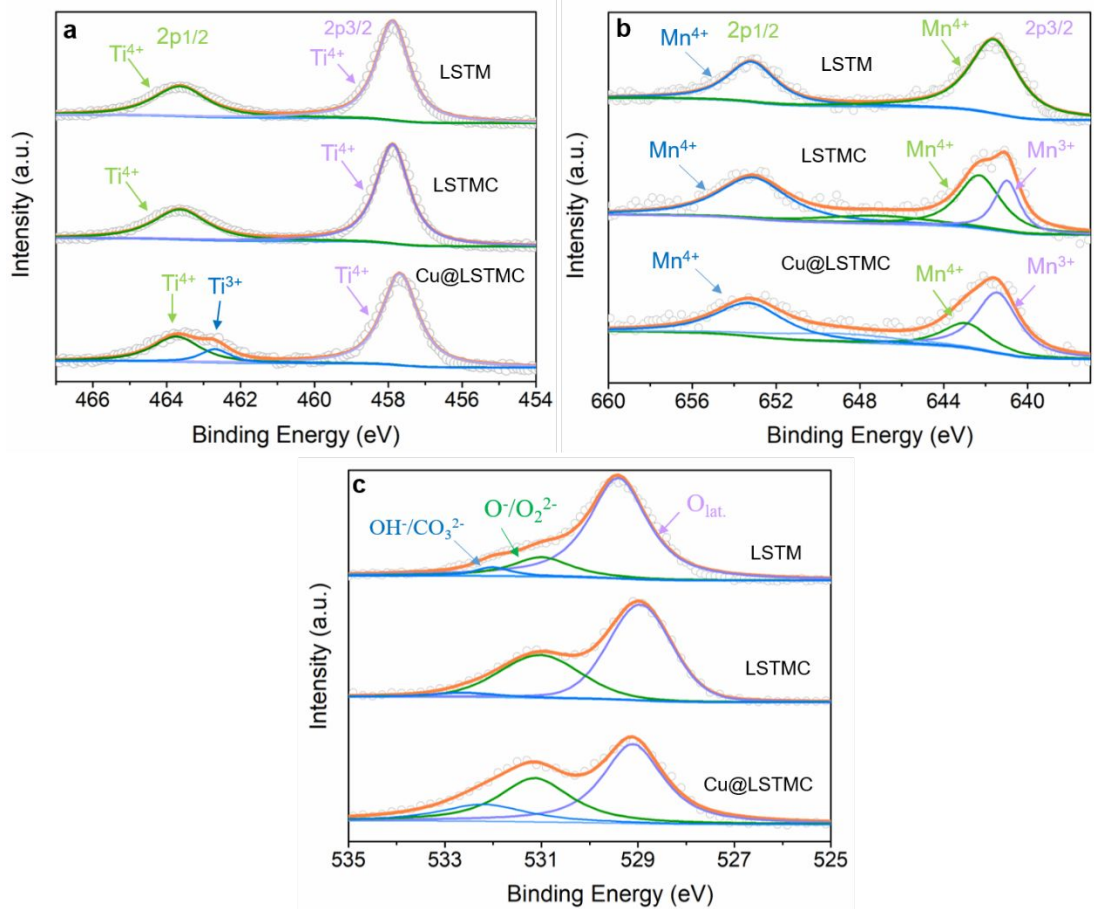 a
2p1/2
2p3/2
Ti⁴⁺
Ti⁴⁺
LSTM
Ti⁴⁺
Ti⁴⁺
LSTMC
Ti⁴⁺
Ti³⁺
Ti⁴⁺
Cu@LSTMC
466 464 462 460 458 456 454
Binding Energy (eV)
Intensity (a.u.)
b
Mn⁴⁺
2p1/2
Mn⁴⁺
2p3/2
LSTM
Mn⁴⁺
LSTMC
Mn⁴⁺
Mn³⁺
Mn⁴⁺
Cu@LSTMC
Mn⁴⁺
Mn³⁺
660 656 652 648 644 640
Binding Energy (eV)
Intensity (a.u.)
c
OH⁻/CO₃²⁻
O⁻/O₂²⁻
Olat.
LSTM
LSTMC
Cu@LSTMC
535 533 531 529 527 525
Binding Energy (eV)
Intensity (a.u.)